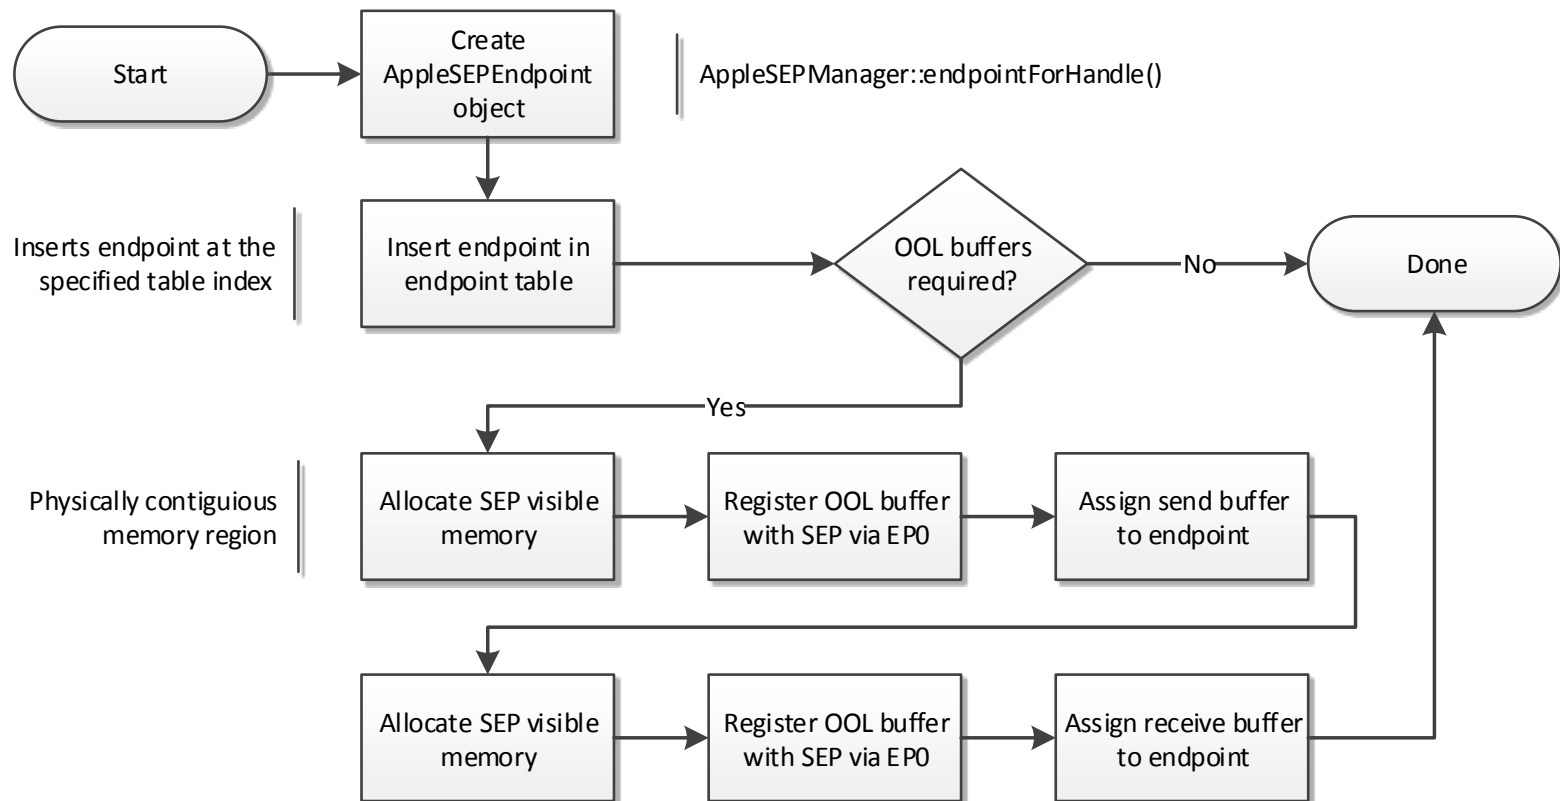 Start
Create
AppleSEPEndpoint
object
AppleSEPManager::endpointForHandle()
Inserts endpoint at the
specified table index
Insert endpoint in
endpoint table
OOL buffers
required?
No
Done
Yes
Physically contiguious
memory region
Allocate SEP visible
memory
Register OOL buffer
with SEP via EP0
Assign send buffer
to endpoint
Allocate SEP visible
memory
Register OOL buffer
with SEP via EP0
Assign receive buffer
to endpoint